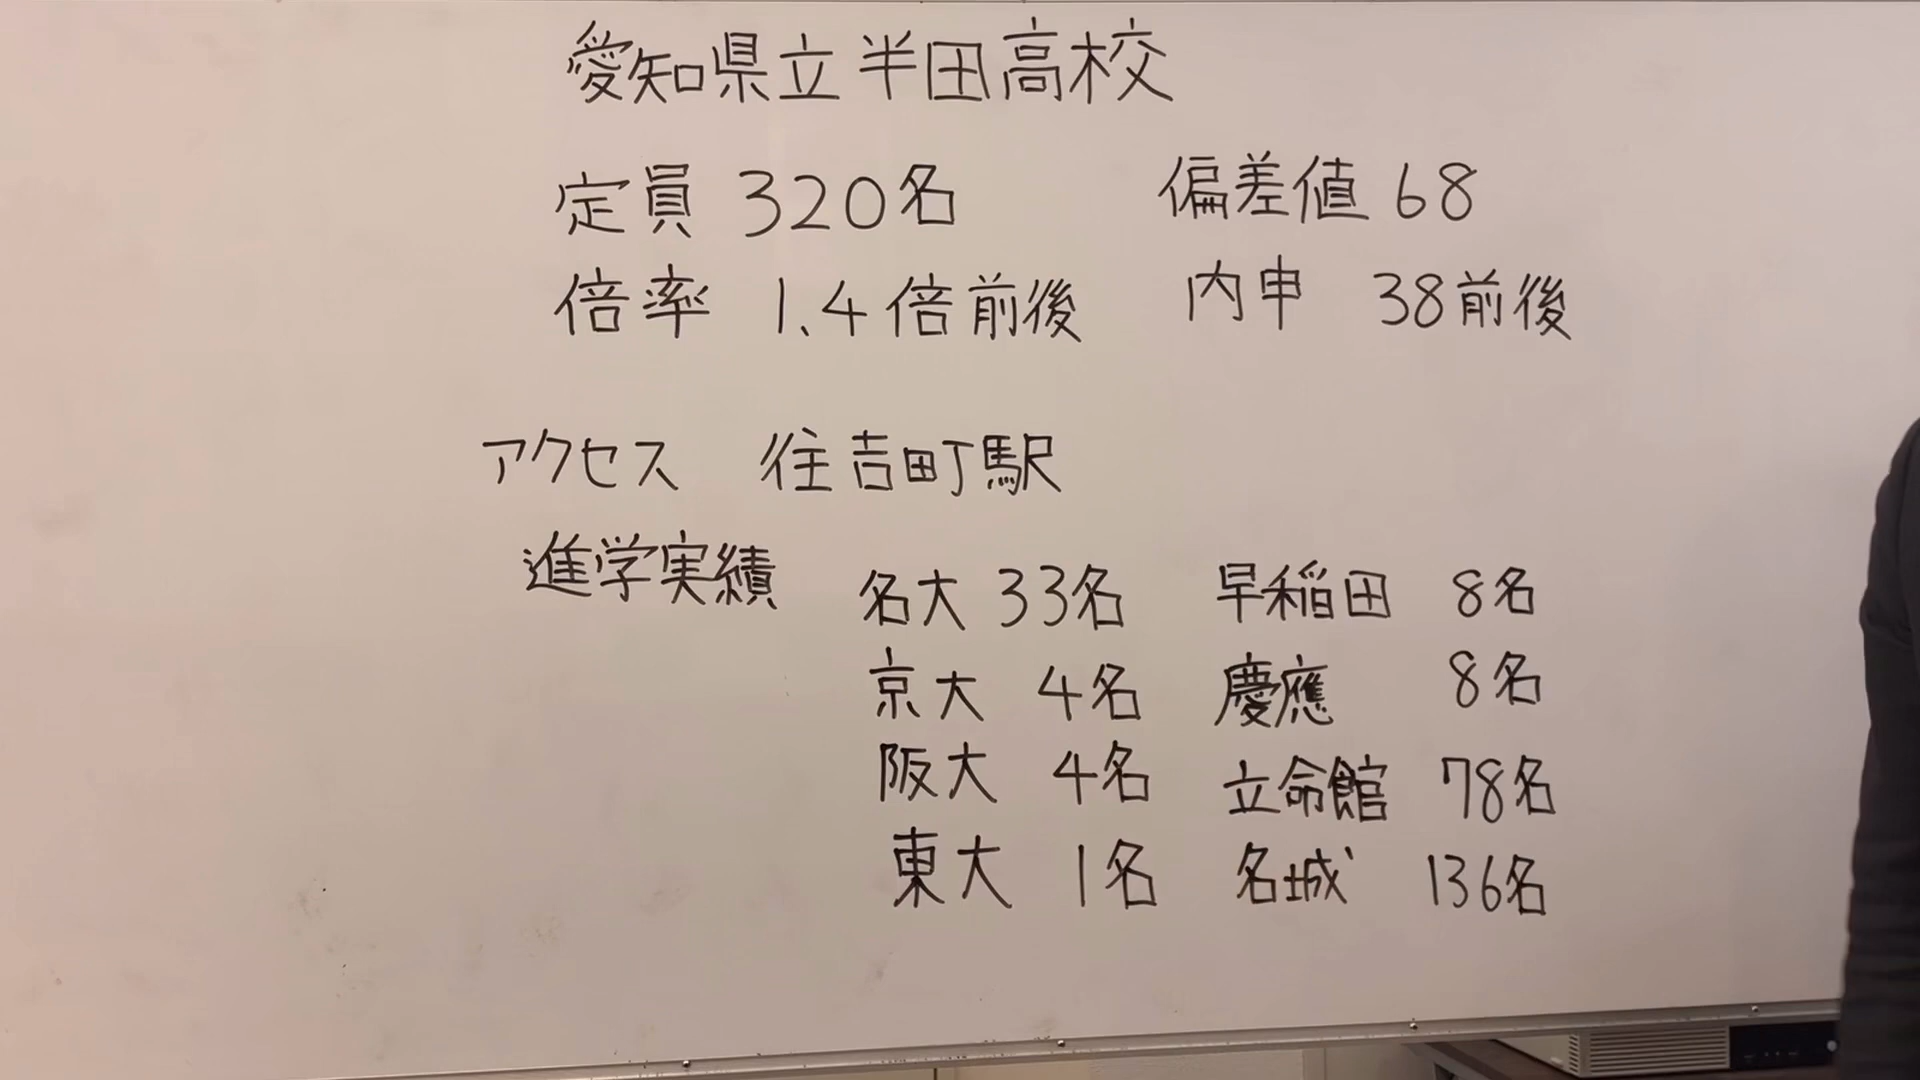 愛知県立半田高校
定員 320名 偏差値 68
倍率 1.4倍前後 内申 38前後
アクセス 住吉町駅
進学実績
名大 33名 早稲田 8名
京大 4名 慶應 8名
阪大 4名 立命館 78名
東大 1名 名城 136名